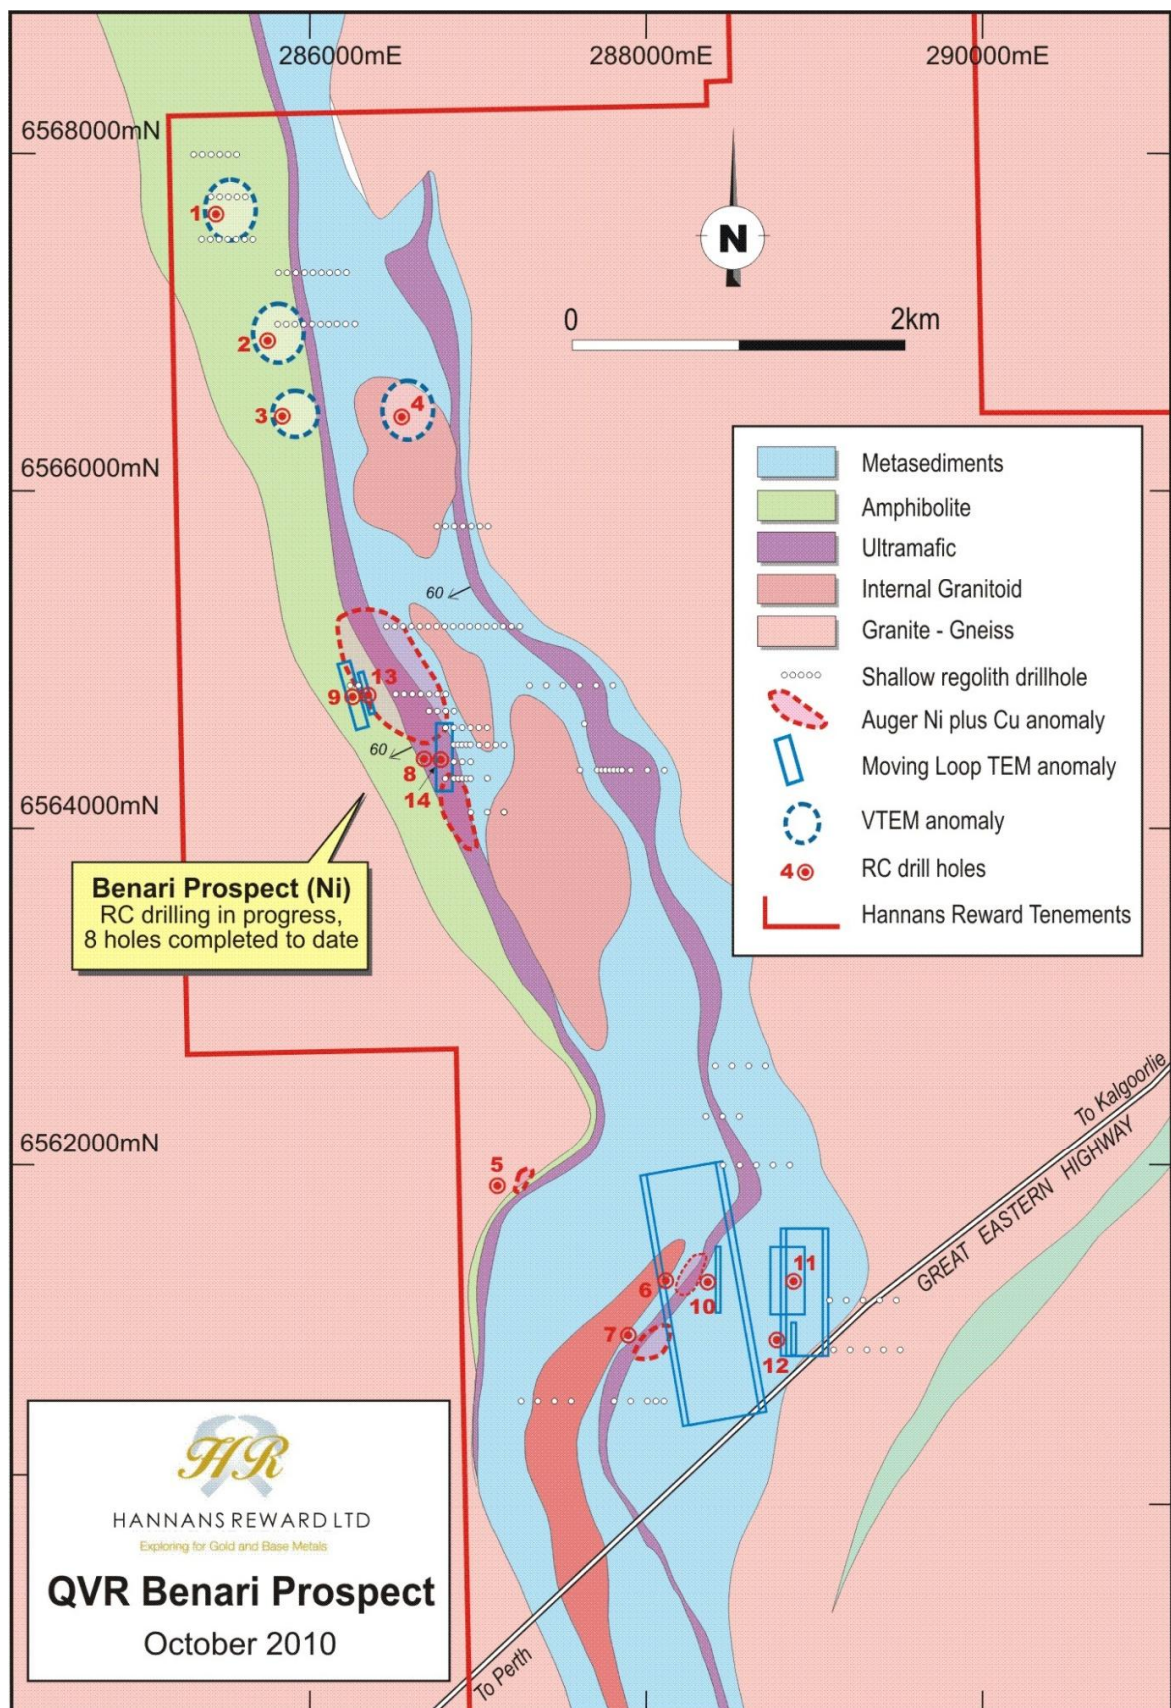 286000mE
288000mE
290000mE
6568000mN
1
N
0
2km
2
3
4
6566000mN
Metasediments
Amphibolite
Ultramafic
Internal Granitoid
Granite - Gneiss
Shallow regolith drillhole
Auger Ni plus Cu anomaly
Moving Loop TEM anomaly
VTEM anomaly
4
RC drill holes
Hannans Reward Tenements
60
13
9
60
8
14
6564000mN
Benari Prospect (Ni)
RC drilling in progress,
8 holes completed to date
6562000mN
To Kalgoorlie
GREAT EASTERN HIGHWAY
5
6
10
11
7
12
HR
HANNANS REWARD LTD
Exploring for Gold and Base Metals
QVR Benari Prospect
October 2010
To Perth